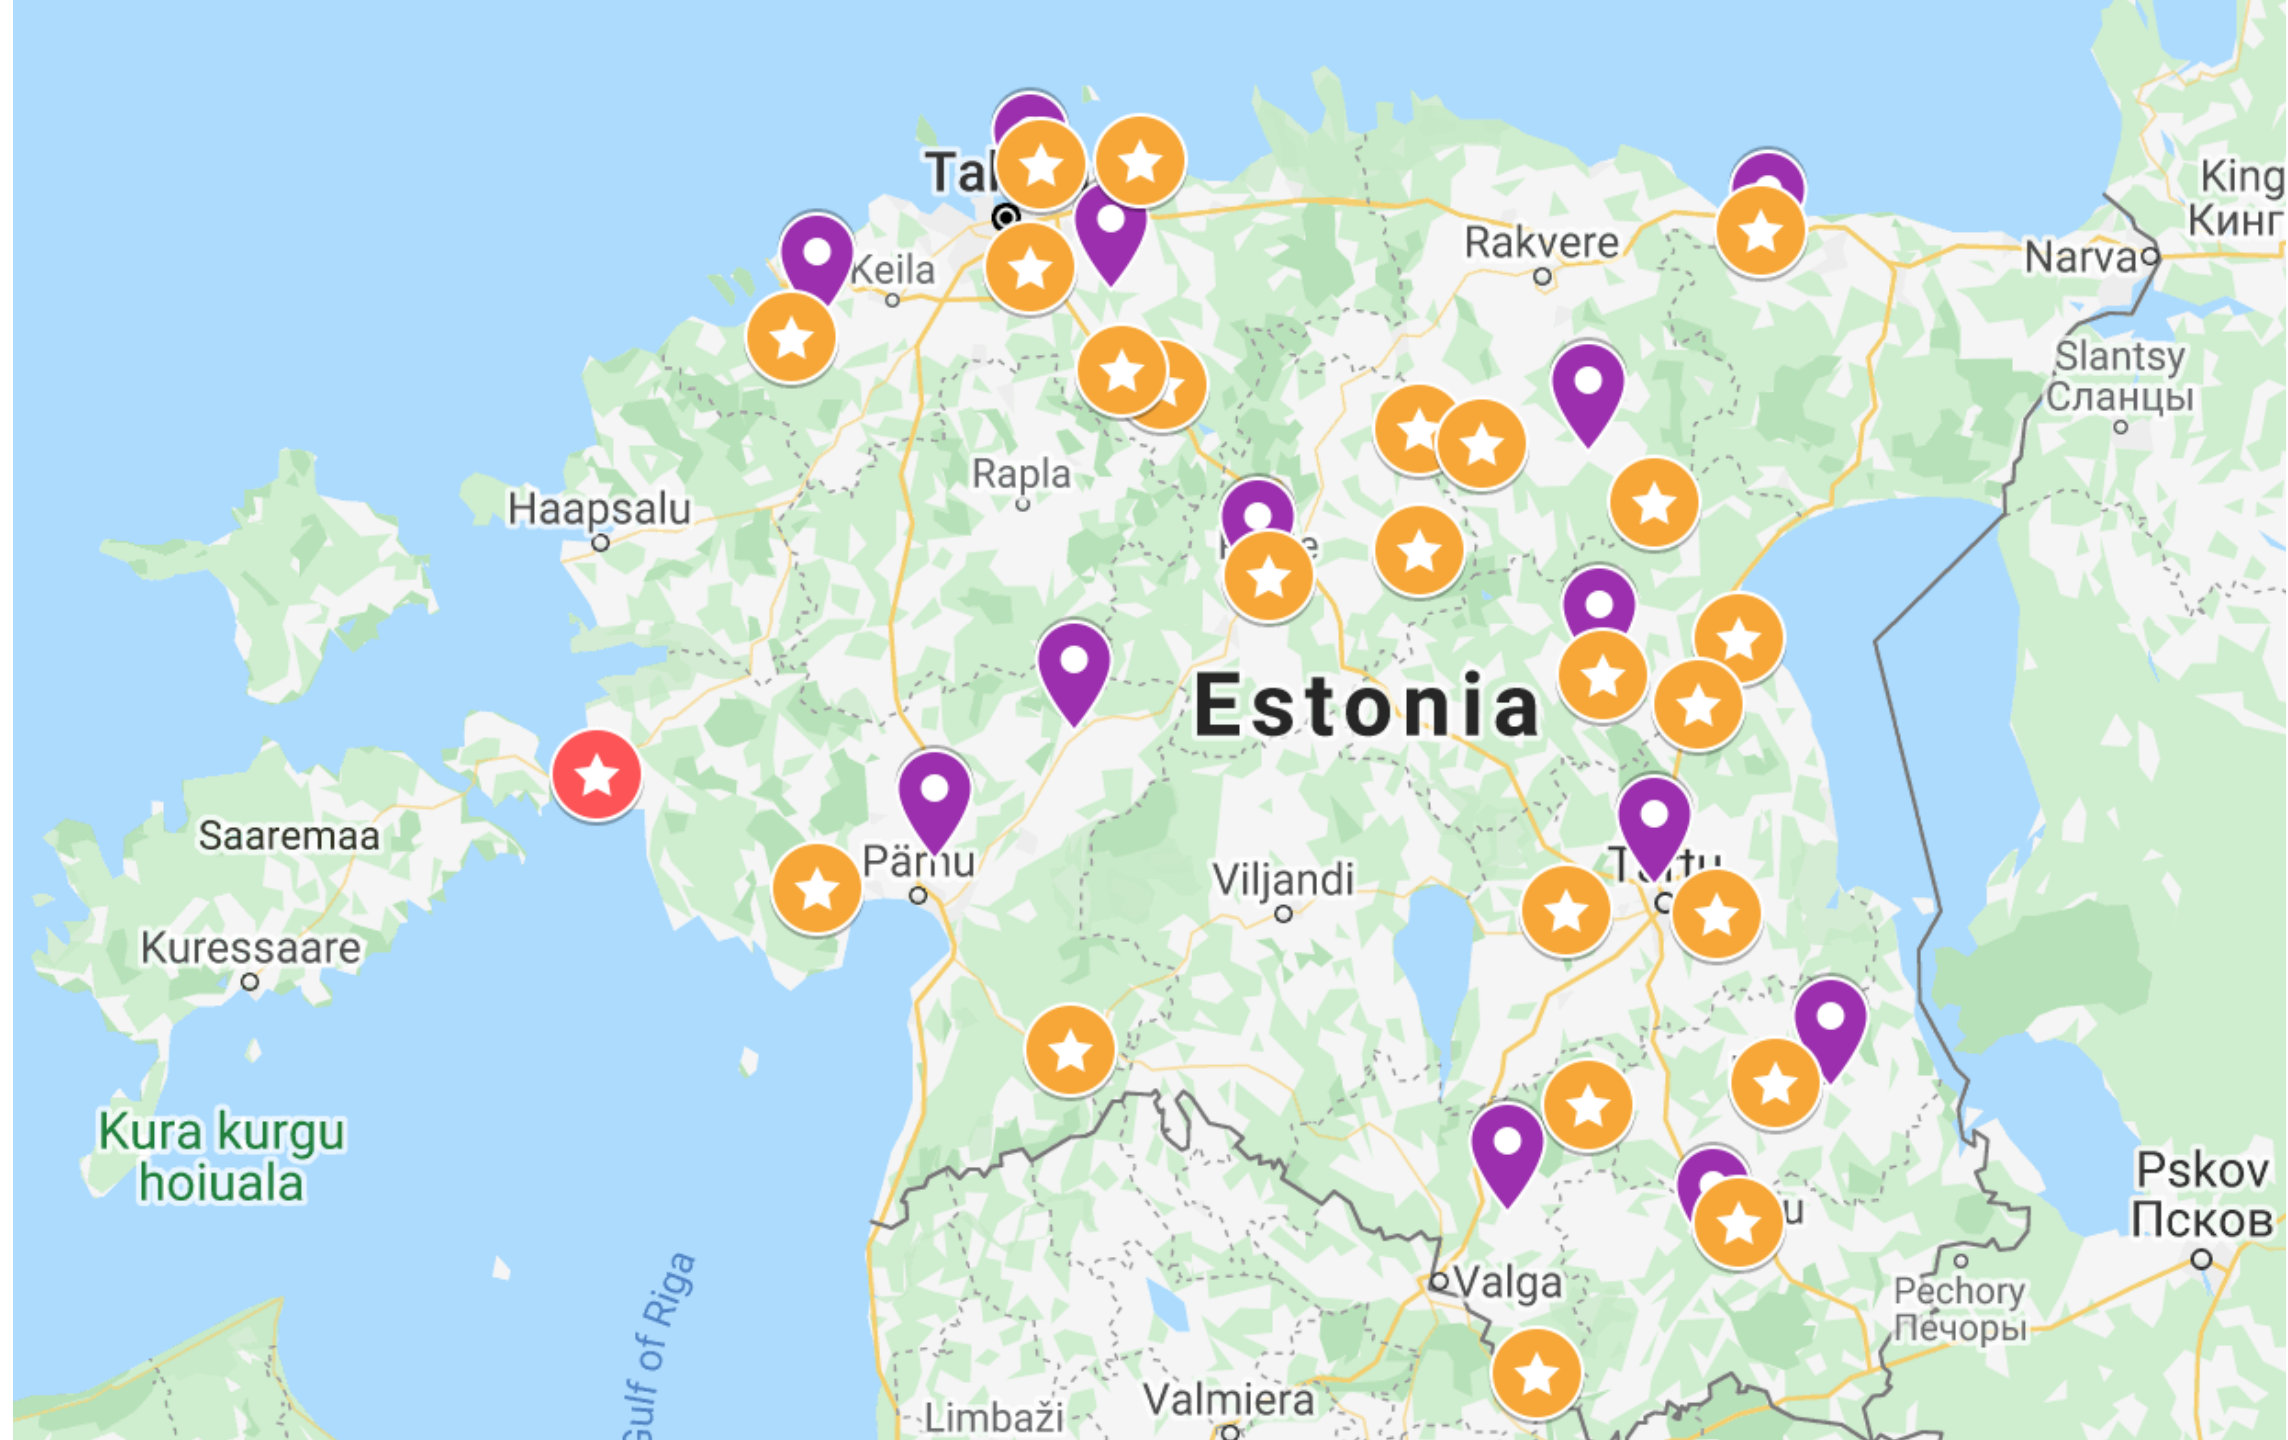 King
Кинг
Keila
Rakvere
Narva
Slantsy
Сланцы
Rapla
Haapsalu
Estonia
Saaremaa
Pärnu
Viljandi
Kuressaare
Kura kurgu
hoiuala
Pskov
Псков
Valga
Pechory
Печоры
Gulf of Riga
Valmiera
Limbaži